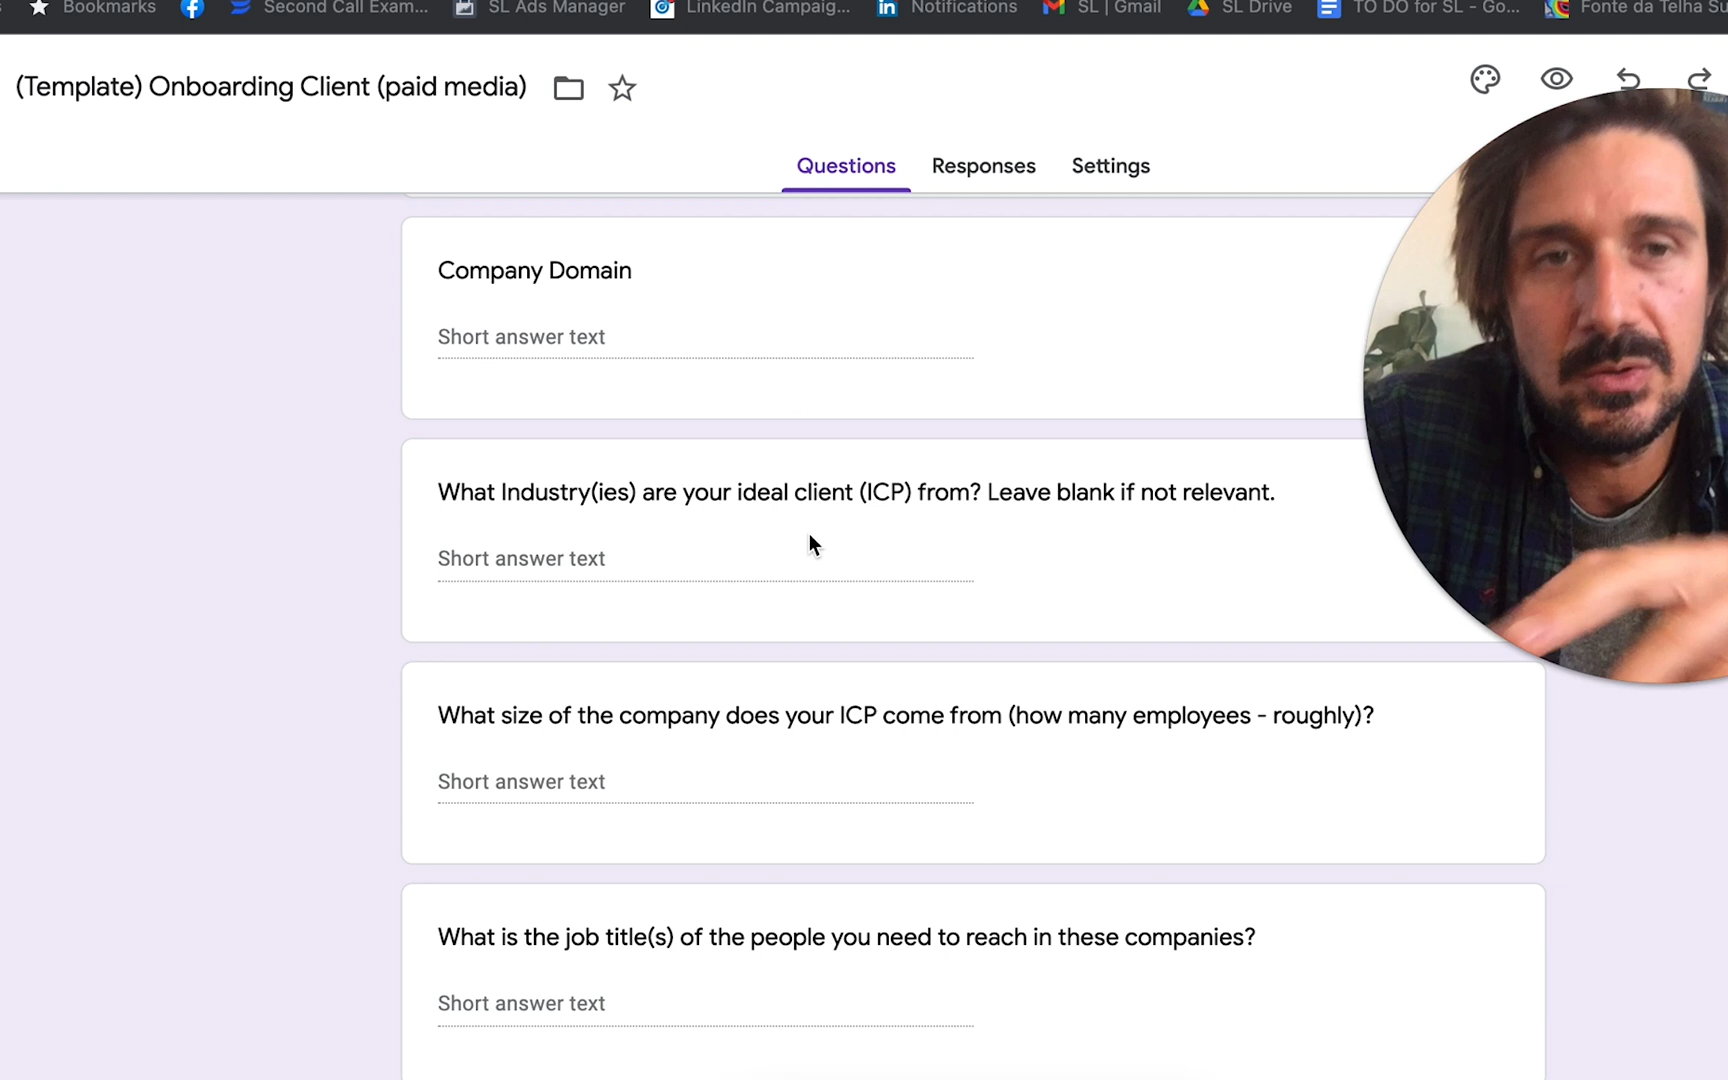 Bookmarks Second Call Exam... SL Ads Manager LinkedIn Campaig... in Notifications SL | Gmail SL Drive TO DO for SL - Go... Fonte da Telha Su
(Template) Onboarding Client (paid media)
Questions Responses Settings
Company Domain
Short answer text
What Industry(ies) are your ideal client (ICP) from? Leave blank if not relevant.
Short answer text
What size of the company does your ICP come from (how many employees - roughly)?
Short answer text
What is the job title(s) of the people you need to reach in these companies?
Short answer text